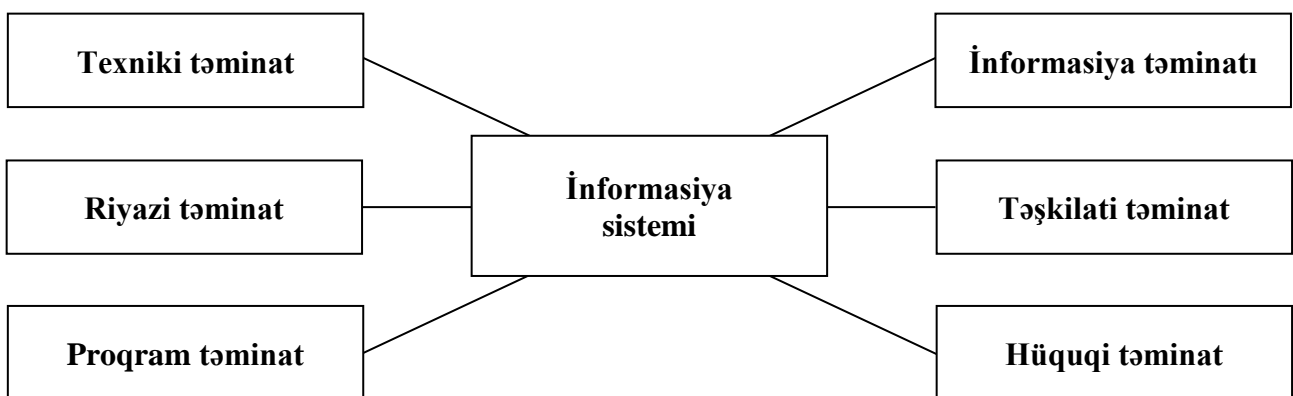 Texniki təminat
İnformasiya təminatı
İnformasiya
sistemi
Riyazi təminat
Təşkilati təminat
Proqram təminat
Hüquqi təminat